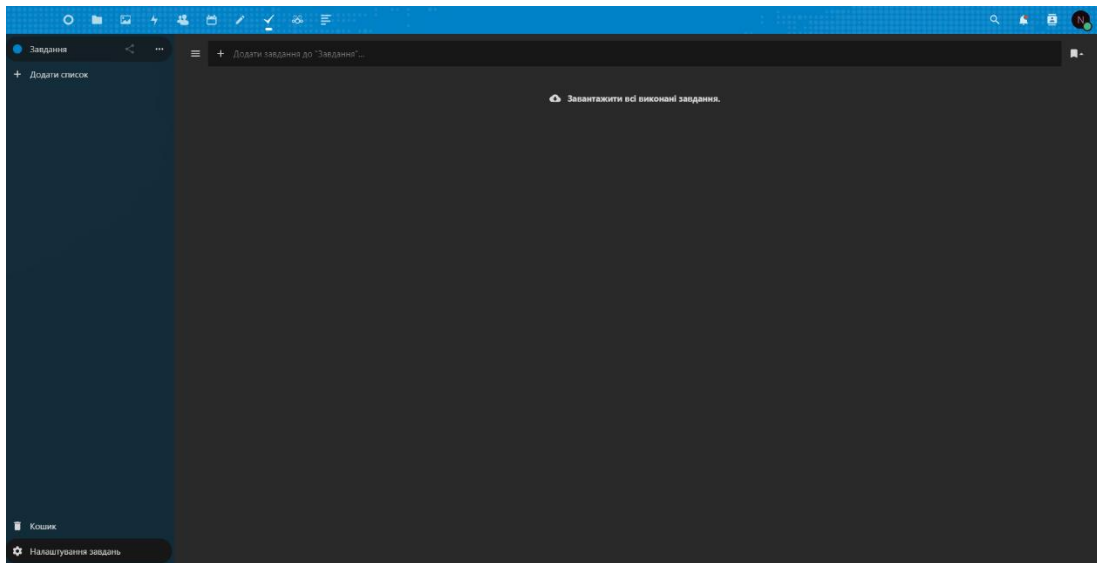 N
Завдання
Додати завдання до "Завдання"...
Додати список
Завантажити всі виконані завдання.
Кошик
Налаштування завдань